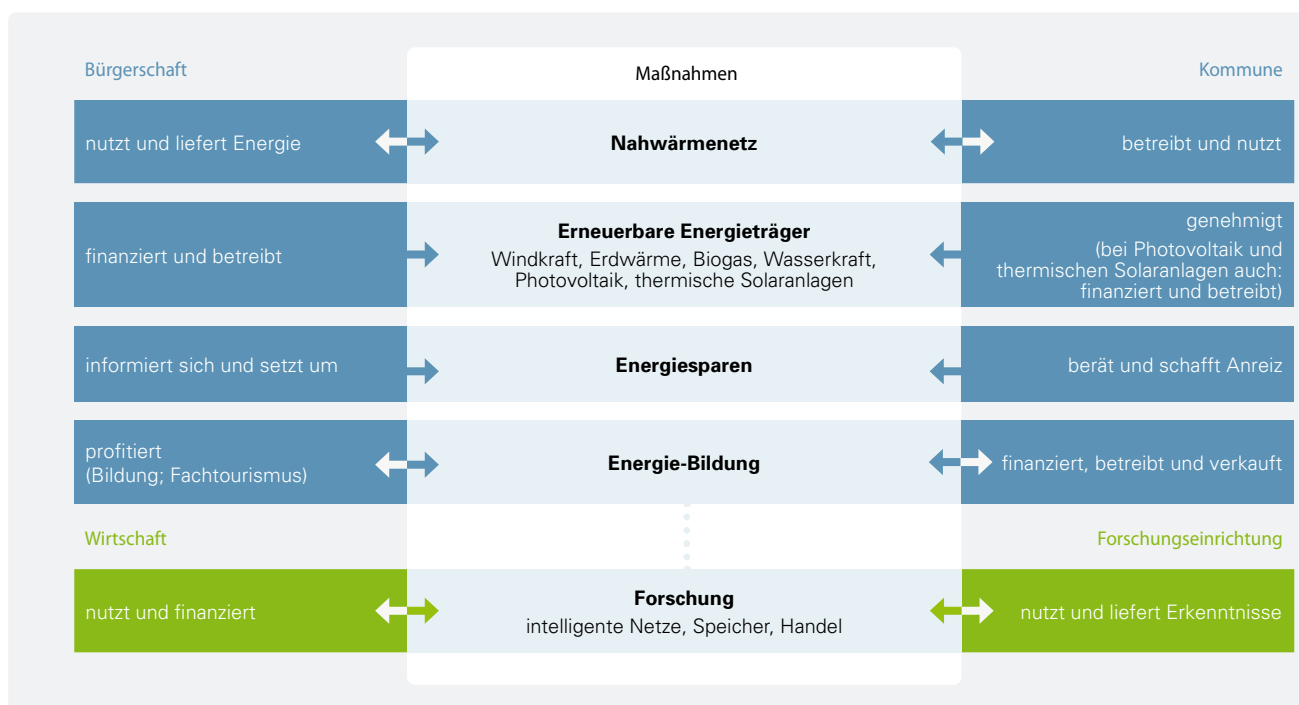 Bürgerschaft
Maßnahmen
Kommune
nutzt und liefert Energie
Nahwärmenetz
betreibt und nutzt
finanziert und betreibt
Erneuerbare Energieträger
Windkraft, Erdwärme, Biogas, Wasserkraft,
Photovoltaik, thermische Solaranlagen
genehmigt
(bei Photovoltaik und
thermischen Solaranlagen auch:
finanziert und betreibt)
informiert sich und setzt um
Energiesparen
berät und schafft Anreiz
profitiert
(Bildung; Fachtourismus)
Energie-Bildung
finanziert, betreibt und verkauft
Wirtschaft
Forschungseinrichtung
nutzt und finanziert
Forschung
intelligente Netze, Speicher, Handel
nutzt und liefert Erkenntnisse